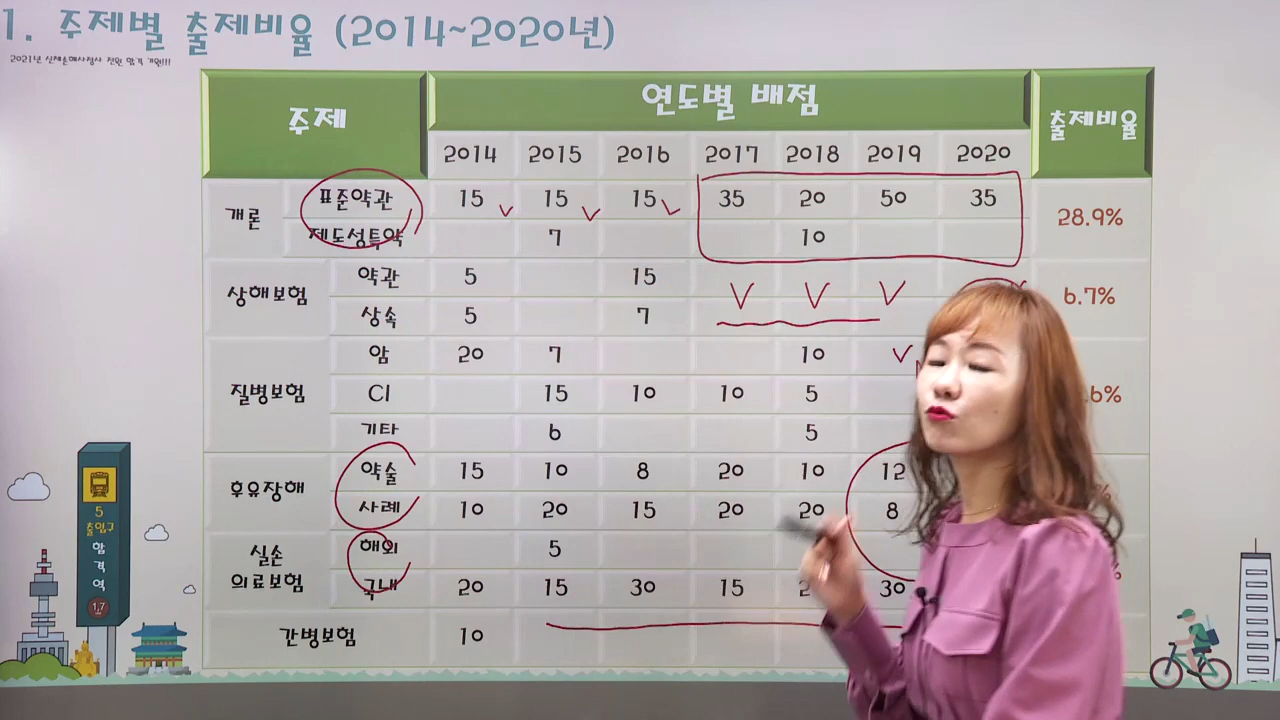 1. 주제별 출제비율 (2014~2020년)
2021년 신체손해사정사 전원 합격 기원!!!
주제 연도별 배점 출제비율
2014 2015 2016 2017 2018 2019 2020
개론 표준약관 15 15 15 35 20 50 35 28.9%
제도성특약 7 10
상해보험 약관 5 15 6.7%
상속 5 7
질병보험 암 20 7 10
CI 15 10 10 5
기타 6 5
후유장해 약술 15 10 8 20 10 12
사례 10 20 15 20 20 8
실손 의료보험 해외 5
국내 20 15 30 15 30
간병보험 10
5
출입구
합
격
역